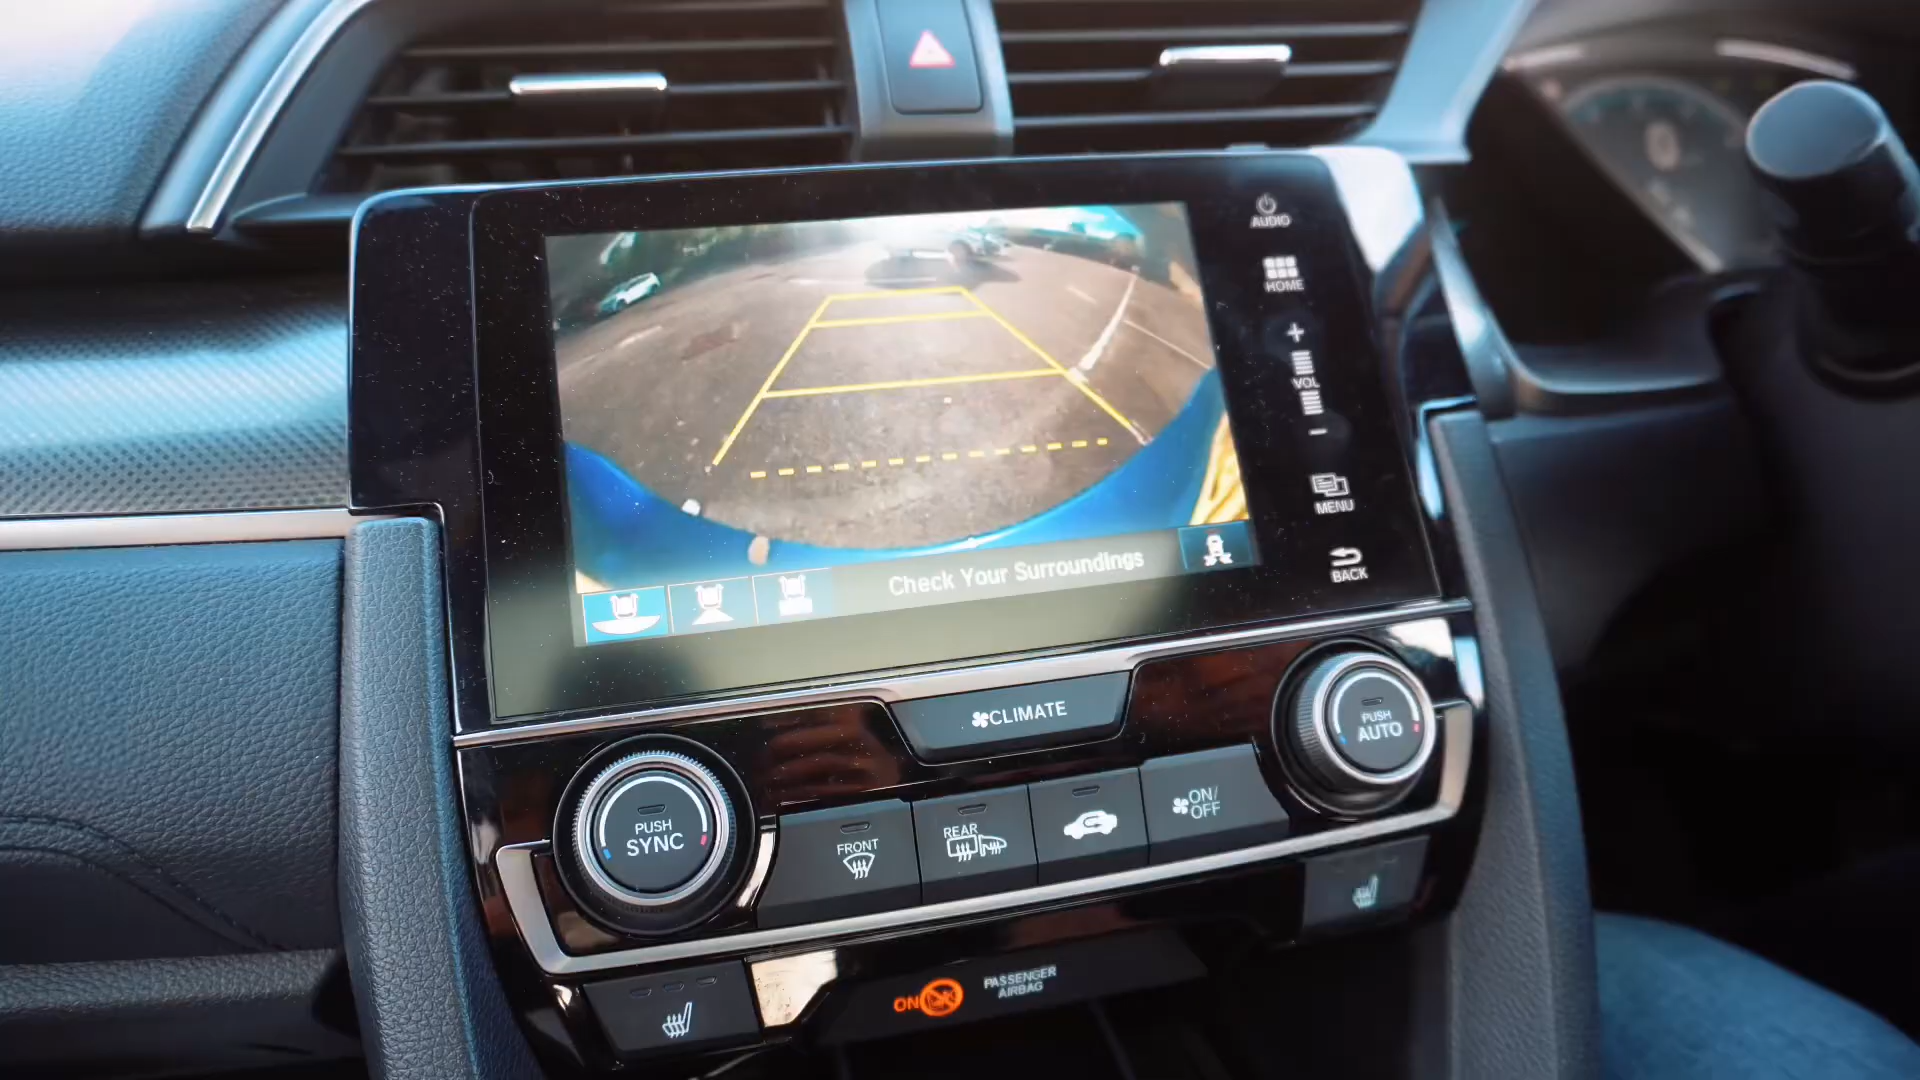 AUDIO
HOME
+
VOL
-
MENU
BACK
Check Your Surroundings
CLIMATE
PUSH
AUTO
PUSH
SYNC
FRONT
REAR
ON/
OFF
ON
PASSENGER
AIRBAG